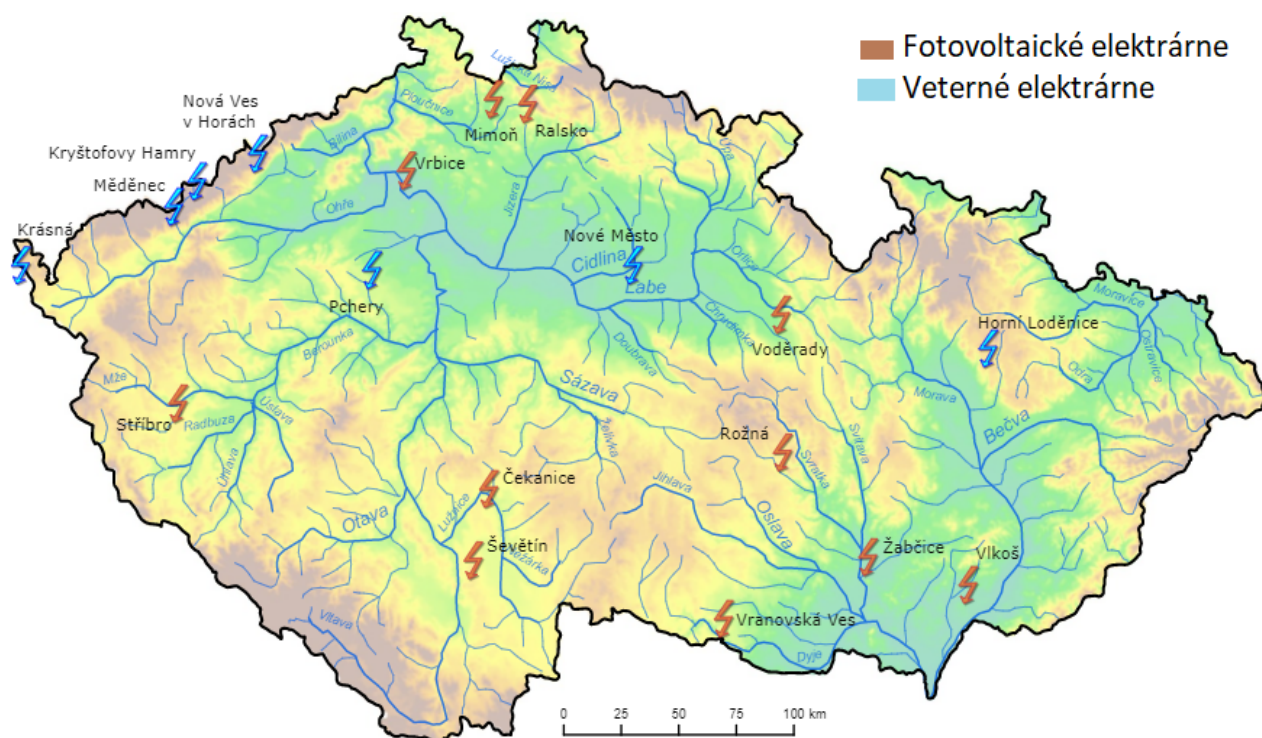 Fotovoltaické elektrárne
Veterné elektrárne
Lužická Nisa
Ploučnice
Mimoň
Ralsko
Nová Ves
v Horách
Bílina
Kryštofovy Hamry
Měděnec
Vrbice
Úpa
Jizera
Ohře
Krásná
Nové Město
Cidlina
Orlice
Labe
Pchery
Chrudimka
Voděrady
Moravice
Horní Loděnice
Ostravice
Odra
Doubrava
Berounka
Sázava
Mže
Stříbro
Radbuza
Úslava
Úhlava
Morava
Bečva
Želivka
Rožná
Svitava
Svratka
Čekanice
Jihlava
Oslava
Otava
Lužnice
Ševětín
Nežárka
Žabčice
Vlkoš
Vltava
Vranovská Ves
Dyje
0 25 50 75 100 km